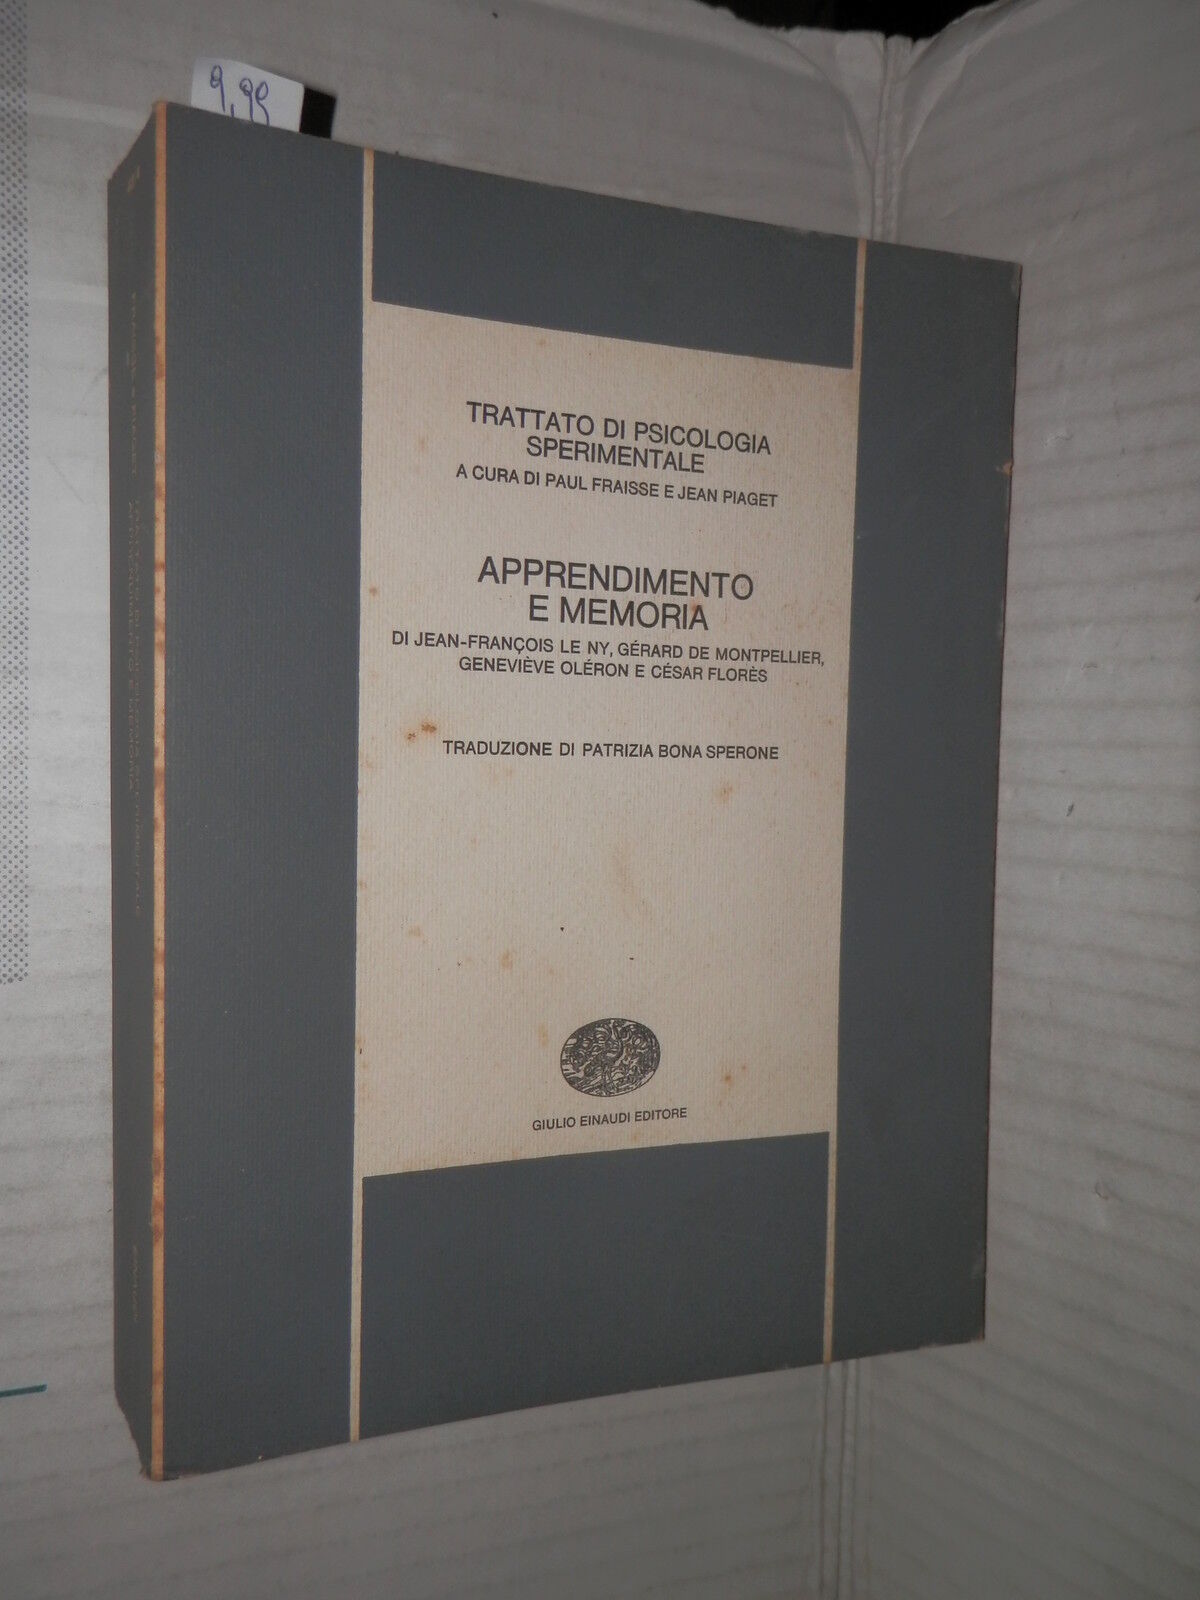 9,99
TRATTATO DI PSICOLOGIA
SPERIMENTALE
A CURA DI PAUL FRAISSE E JEAN PIAGET
APPRENDIMENTO
E MEMORIA
DI JEAN-FRANÇOIS LE NY, GÉRARD DE MONTPELLIER,
GENEVIÈVE OLÉRON E CÉSAR FLORÈS
TRADUZIONE DI PATRIZIA BONA SPERONE
GIULIO EINAUDI EDITORE